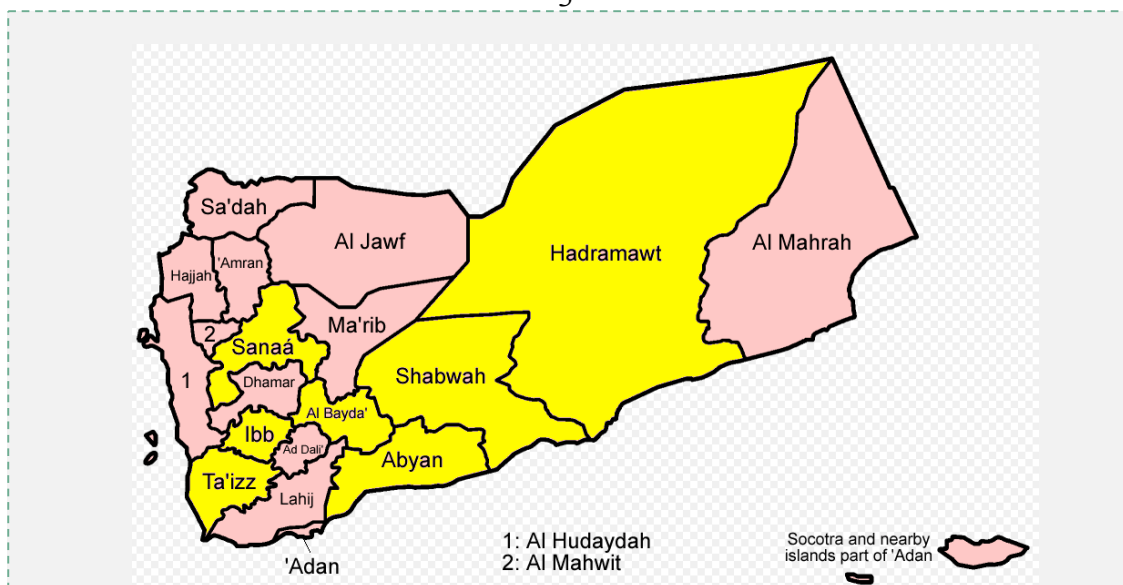 Sa'dah
Al Jawf
Hadramawt
Al Mahrah
Hajjah
'Amran
2
Ma'rib
Sanaá
1
Dhamar
Shabwah
Al Bayda'
Ibb
Ad Dali'
Abyan
Ta'izz
Lahij
'Adan
1: Al Hudaydah
2: Al Mahwit
Socotra and nearby
islands part of 'Adan